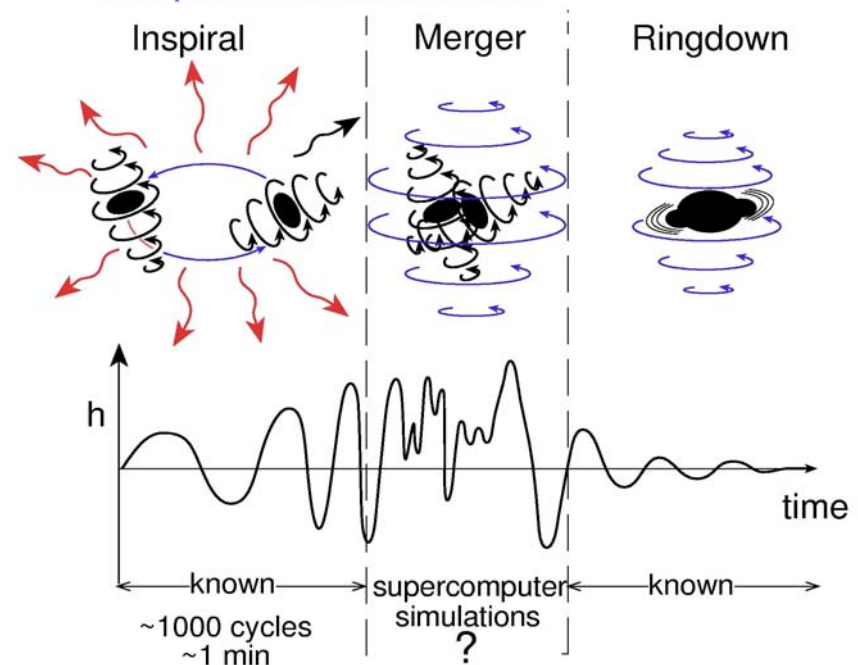 Inspiral
Merger
Ringdown
h
time
known
supercomputer
simulations
?
known
~1000 cycles
~1 min